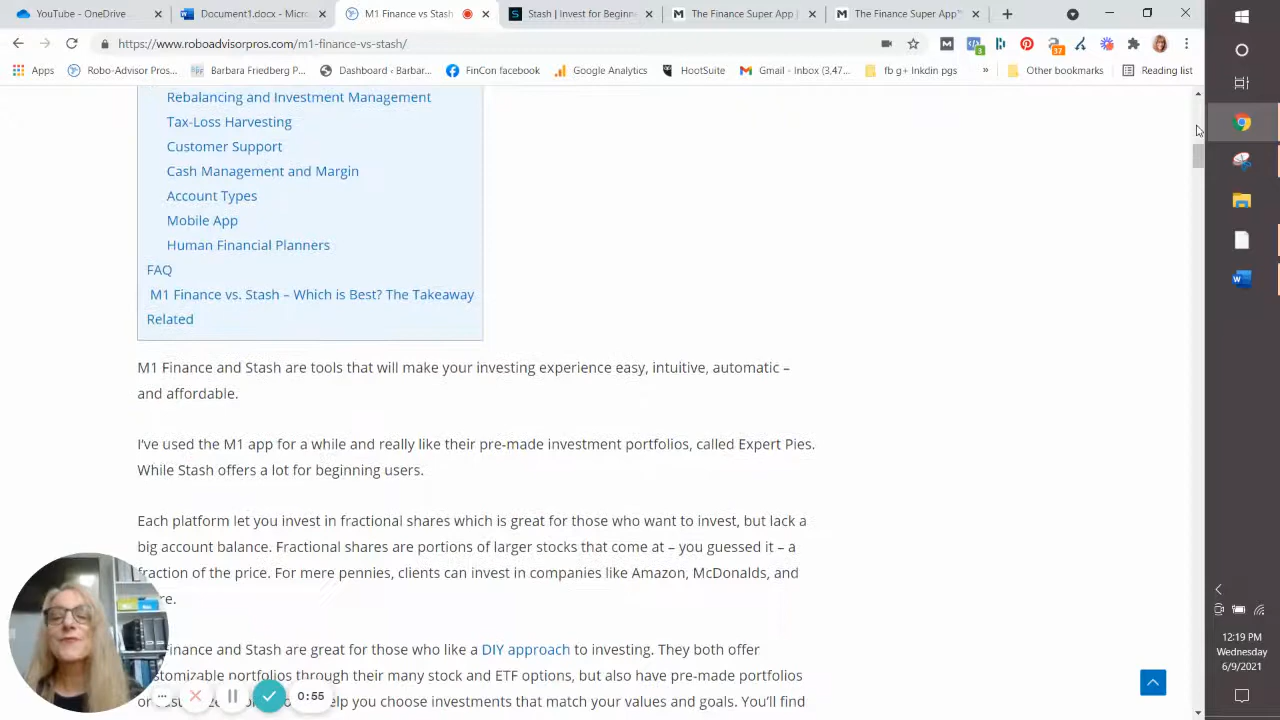 YouTube - OneDrive
Document1.docx - Micro
M1 Finance vs Stash
Stash | Invest for Beginn
The Finance Super App
The Finance Super App™
https://www.roboadvisorpros.com/m1-finance-vs-stash/
3
37
Apps
Robo-Advisor Pros...
Barbara Friedberg P...
Dashboard ‹ Barbar...
FinCon facebook
Google Analytics
HootSuite
Gmail - Inbox (3,47...
fb g+ lnkdin pgs
»
Other bookmarks
Reading list
Rebalancing and Investment Management
Tax-Loss Harvesting
Customer Support
Cash Management and Margin
Account Types
Mobile App
Human Financial Planners
FAQ
M1 Finance vs. Stash – Which is Best? The Takeaway
Related
M1 Finance and Stash are tools that will make your investing experience easy, intuitive, automatic –
and affordable.
I've used the M1 app for a while and really like their pre-made investment portfolios, called Expert Pies.
While Stash offers a lot for beginning users.
Each platform let you invest in fractional shares which is great for those who want to invest, but lack a
big account balance. Fractional shares are portions of larger stocks that come at – you guessed it – a
fraction of the price. For mere pennies, clients can invest in companies like Amazon, McDonalds, and
re.
inance and Stash are great for those who like a DIY approach to investing. They both offer
stomizable portfolios through their many stock and ETF options, but also have pre-made portfolios
help you choose investments that match your values and goals. You'll find
0:56
12:19 PM
Wednesday
6/9/2021